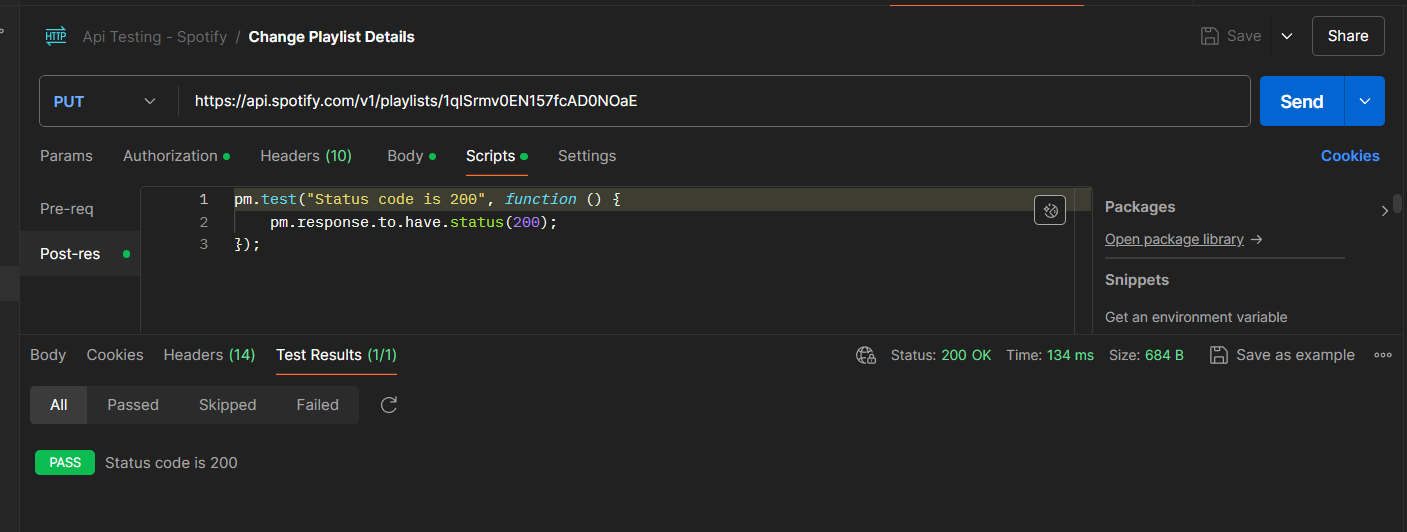 HTTP Api Testing - Spotify / Change Playlist Details Save Share
PUT https://api.spotify.com/v1/playlists/1qlSrmv0EN157fcAD0NOaE Send
Params Authorization Headers (10) Body Scripts Settings Cookies
Pre-req
Post-res
1 pm.test("Status code is 200", function () {
2 pm.response.to.have.status(200);
3 });
Packages
Open package library →
Snippets
Get an environment variable
Body Cookies Headers (14) Test Results (1/1) Status: 200 OK Time: 134 ms Size: 684 B Save as example
All Passed Skipped Failed
PASS Status code is 200